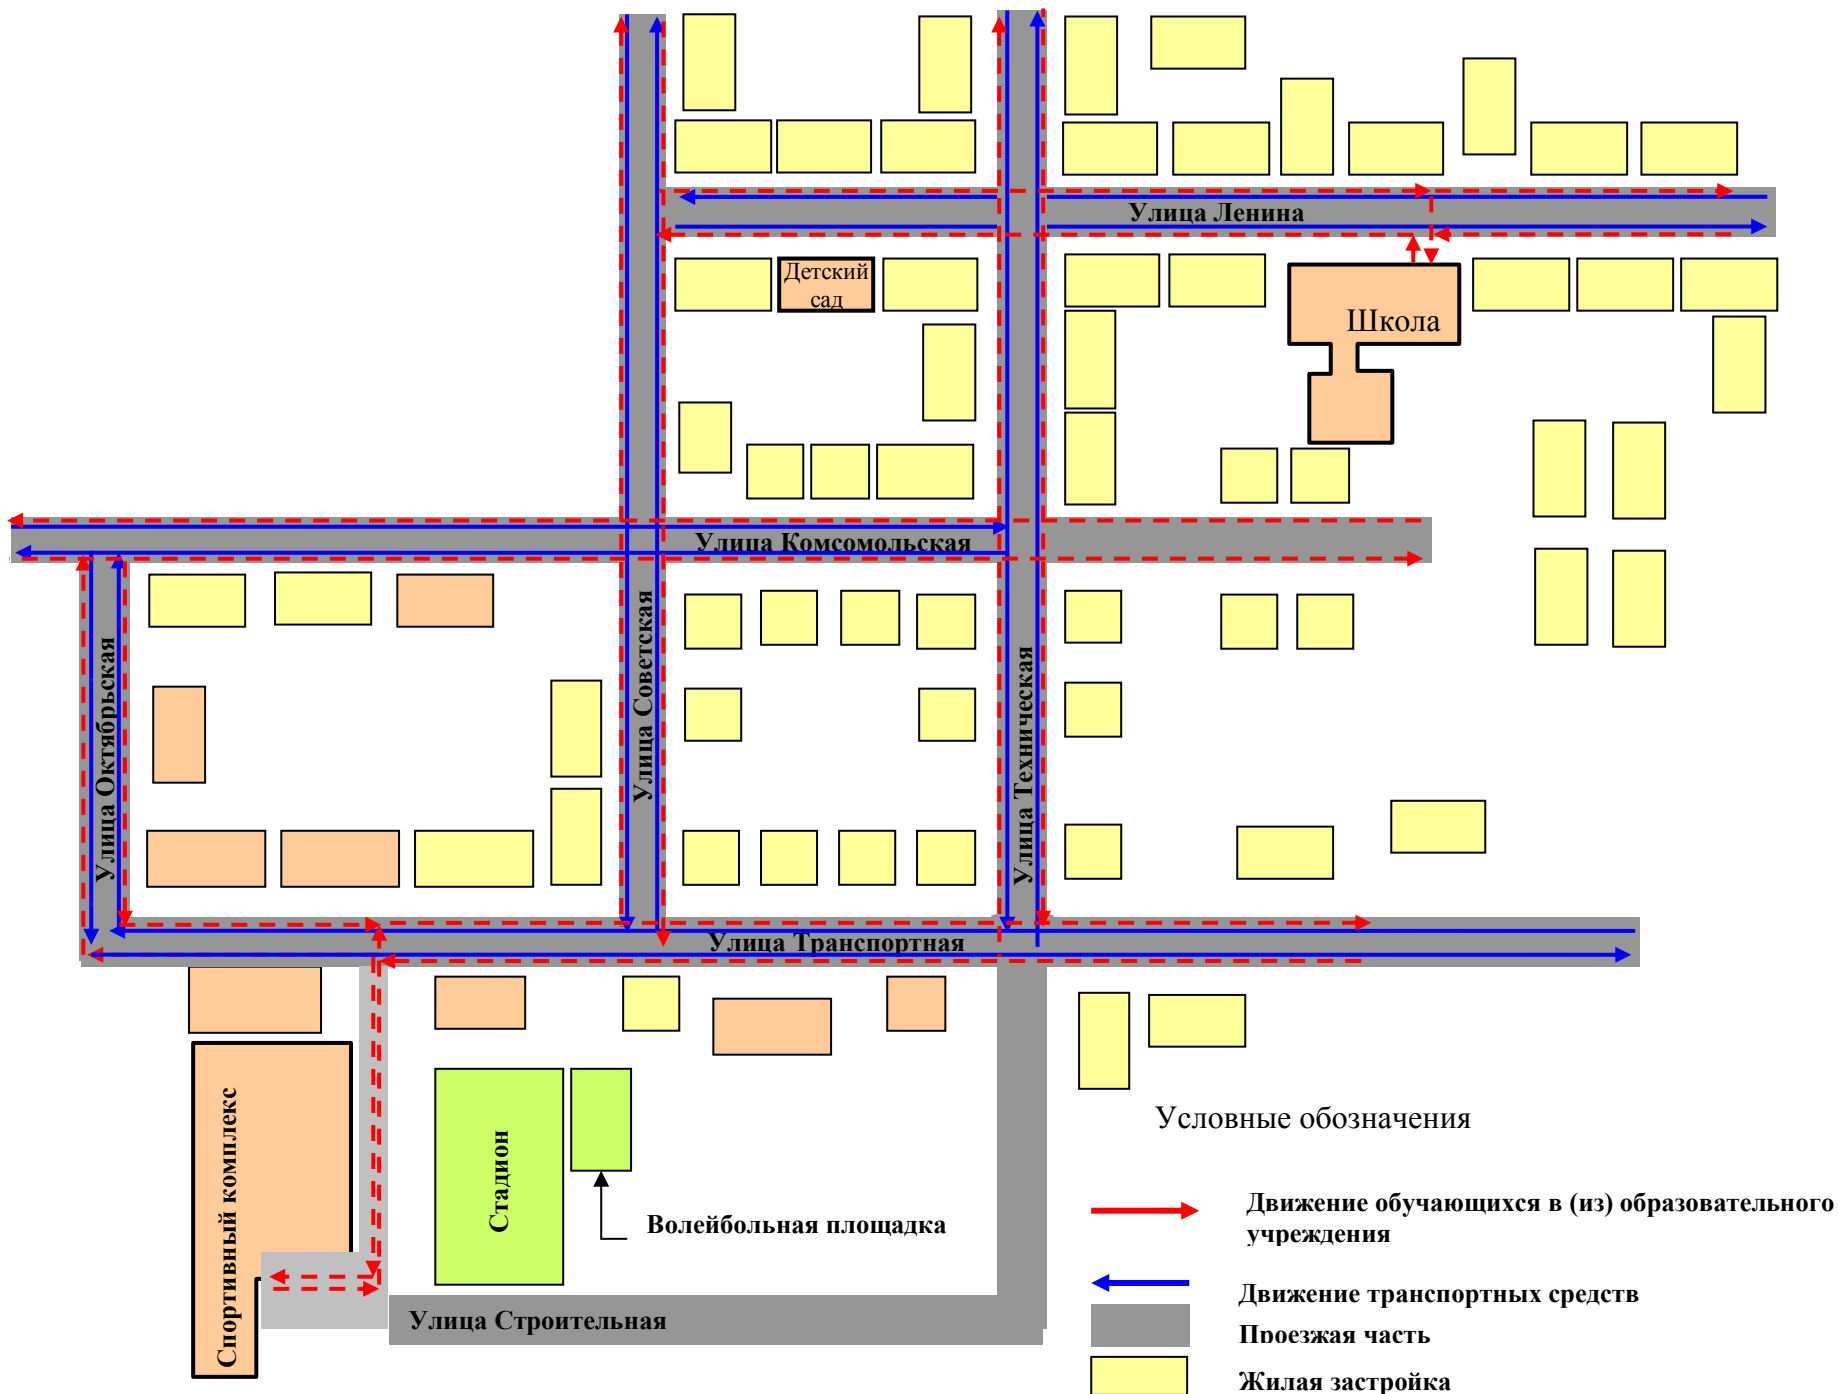 Улица Ленина
Детский
сад
Школа
Улица Комсомольская
Улица Октябрьская
Улица Советская
Улица Техническая
Улица Транспортная
Спортивный комплекс
Стадион
Волейбольная площадка
Улица Строительная
Условные обозначения
Движение обучающихся в (из) образовательного
учреждения
Движение транспортных средств
Проезжая часть
Жилая застройка